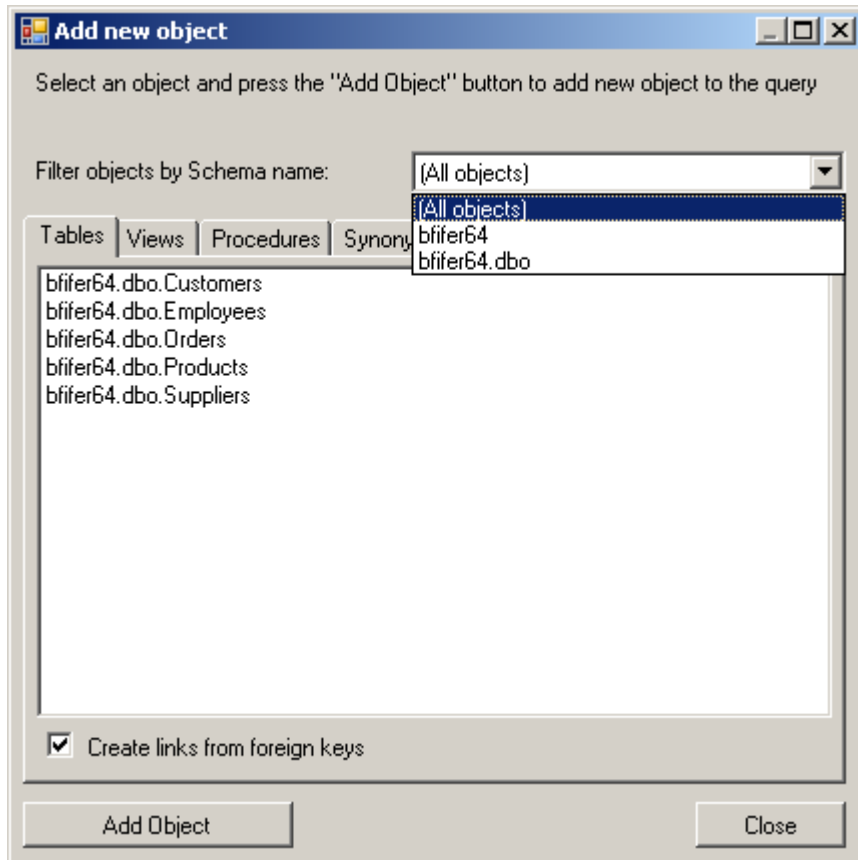 Add new object
Select an object and press the "Add Object" button to add new object to the query
Filter objects by Schema name:
(All objects)
(All objects)
bfifer64
bfifer64.dbo
Tables
Views
Procedures
Synony
bfifer64.dbo.Customers
bfifer64.dbo.Employees
bfifer64.dbo.Orders
bfifer64.dbo.Products
bfifer64.dbo.Suppliers
Create links from foreign keys
Add Object
Close